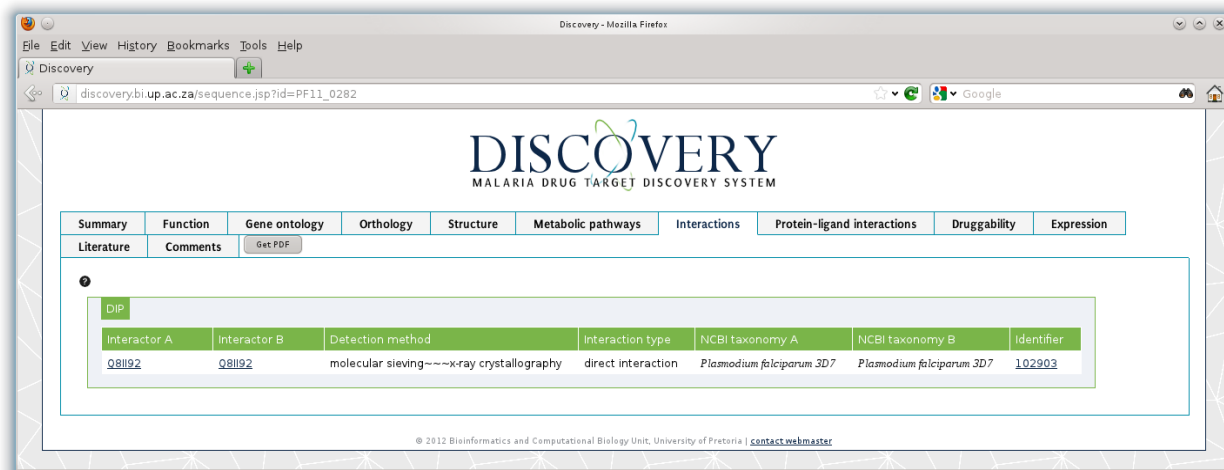 Discovery - Mozilla Firefox
File Edit View History Bookmarks Tools Help
Discovery
discovery.bi.up.ac.za/sequence.jsp?id=PF11_0282 Google
DISCOVERY
MALARIA DRUG TARGET DISCOVERY SYSTEM
Summary Function Gene ontology Orthology Structure Metabolic pathways Interactions Protein-ligand interactions Druggability Expression
Literature Comments Get PDF
?
DIP
Interactor A Interactor B Detection method Interaction type NCBI taxonomy A NCBI taxonomy B Identifier
Q8II92 Q8II92 molecular sieving~~~x-ray crystallography direct interaction Plasmodium falciparum 3D7 Plasmodium falciparum 3D7 102903
© 2012 Bioinformatics and Computational Biology Unit, University of Pretoria | contact webmaster